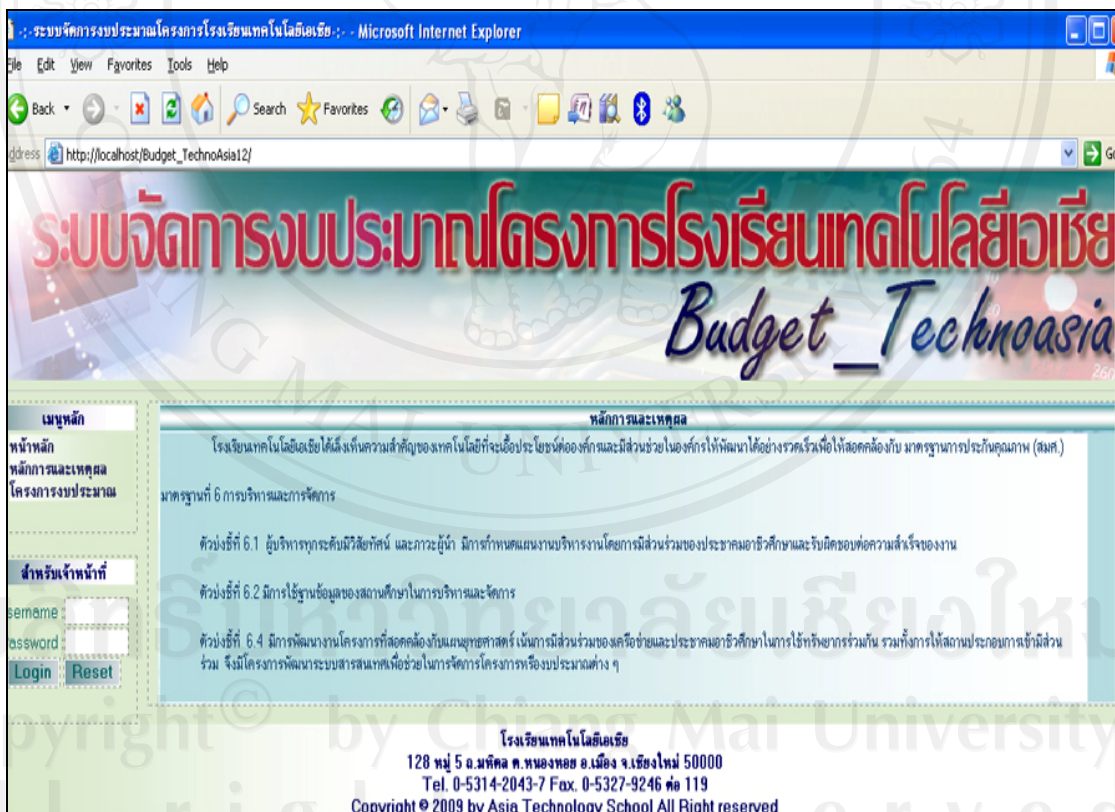 -:-ระบบจัดการงบประมาณโครงการโรงเรียนเทคโนโลยีเอเชีย-:- - Microsoft Internet Explorer
File Edit View Favorites Tools Help
Back Search Favorites
Address http://localhost/Budget_TechnoAsia12/ Go
ระบบจัดการงบประมาณโครงการโรงเรียนเทคโนโลยีเอเชีย
Budget_Technoasia
เมนูหลัก
หน้าหลัก
หลักการและเหตุผล
โครงการงบประมาณ
สำหรับเจ้าหน้าที่
sername :
assword :
Login Reset
หลักการและเหตุผล
โรงเรียนเทคโนโลยีเอเชียได้เล็งเห็นความสำคัญของเทคโนโลยีที่จะเอื้อประโยชน์ต่อองค์กรและมีส่วนช่วยในองค์กรให้พัฒนาได้อย่างรวดเร็วเพื่อให้สอดคล้องกับ มาตรฐานการประกันคุณภาพ (สมศ.)
มาตรฐานที่ 6 การบริหารและการจัดการ
ตัวบ่งชี้ที่ 6.1 ผู้บริหารทุกระดับมีวิสัยทัศน์ และภาวะผู้นำ มีการกำหนดแผนงานบริหารงานโดยการมีส่วนร่วมของประชาคมอาชีวศึกษาและรับผิดชอบต่อความสำเร็จของงาน
ตัวบ่งชี้ที่ 6.2 มีการใช้ฐานข้อมูลของสถานศึกษาในการบริหารและจัดการ
ตัวบ่งชี้ที่ 6.4 มีการพัฒนางานโครงการที่สอดคล้องกับแผนยุทธศาสตร์ เน้นการมีส่วนร่วมของเครือข่ายและประชาคมอาชีวศึกษาในการใช้ทรัพยากรร่วมกัน รวมทั้งการให้สถานประกอบการเข้ามีส่วน
ร่วม จึงมีโครงการพัฒนาระบบสารสนเทศเพื่อช่วยในการจัดการโครงการหรืองบประมาณต่าง ๆ
โรงเรียนเทคโนโลยีเอเชีย
128 หมู่ 5 ถ.มหิดล ต.หนองหอย อ.เมือง จ.เชียงใหม่ 50000
Tel. 0-5314-2043-7 Fax. 0-5327-9246 ต่อ 119
Copyright © 2009 by Asia Technology School All Right reserved
opyright © by Chiang Mai University